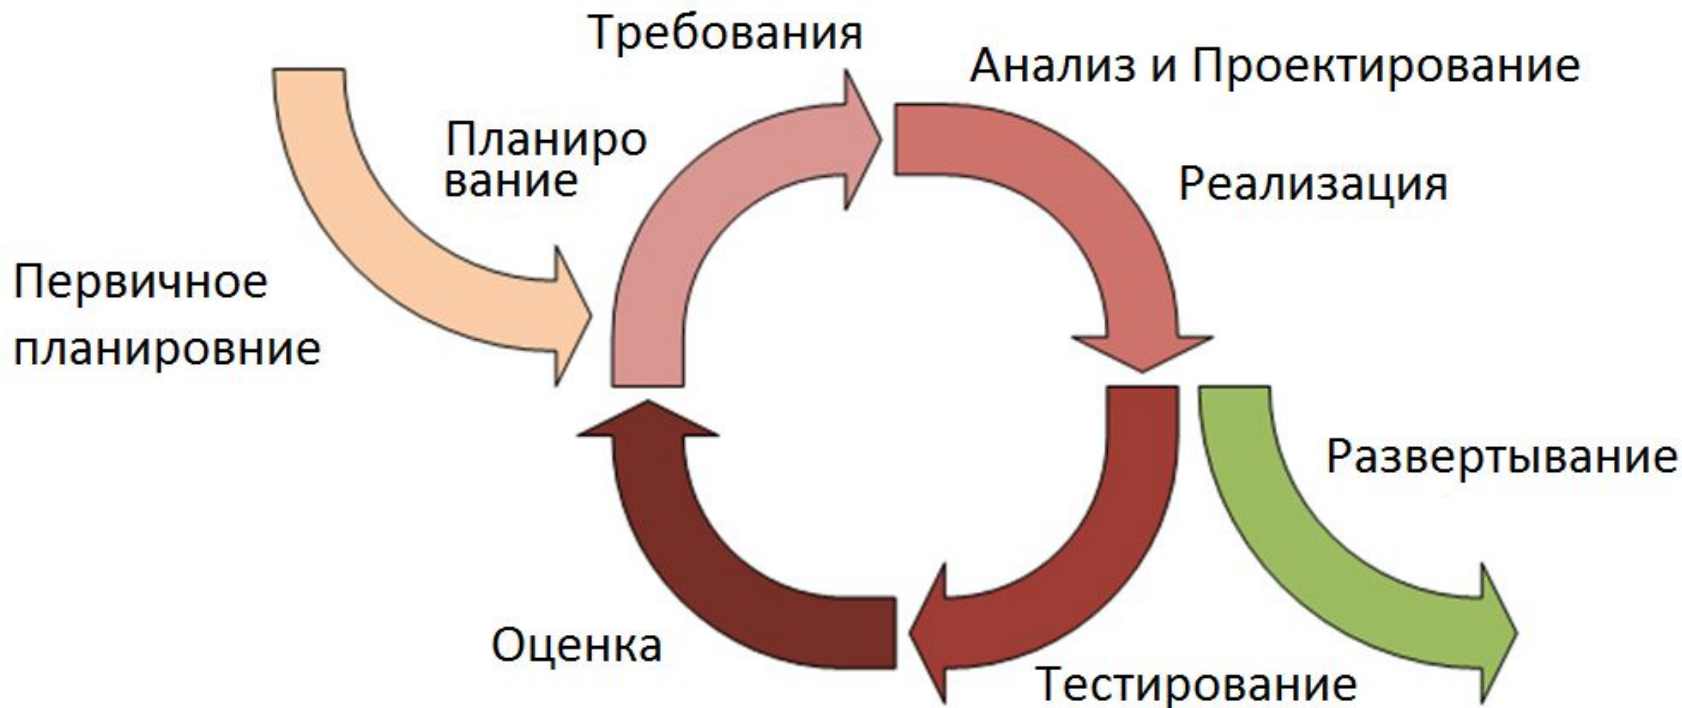 Требования
Анализ и Проектирование
Планиро
вание
Реализация
Первичное
планировние
Развертывание
Оценка
Тестирование